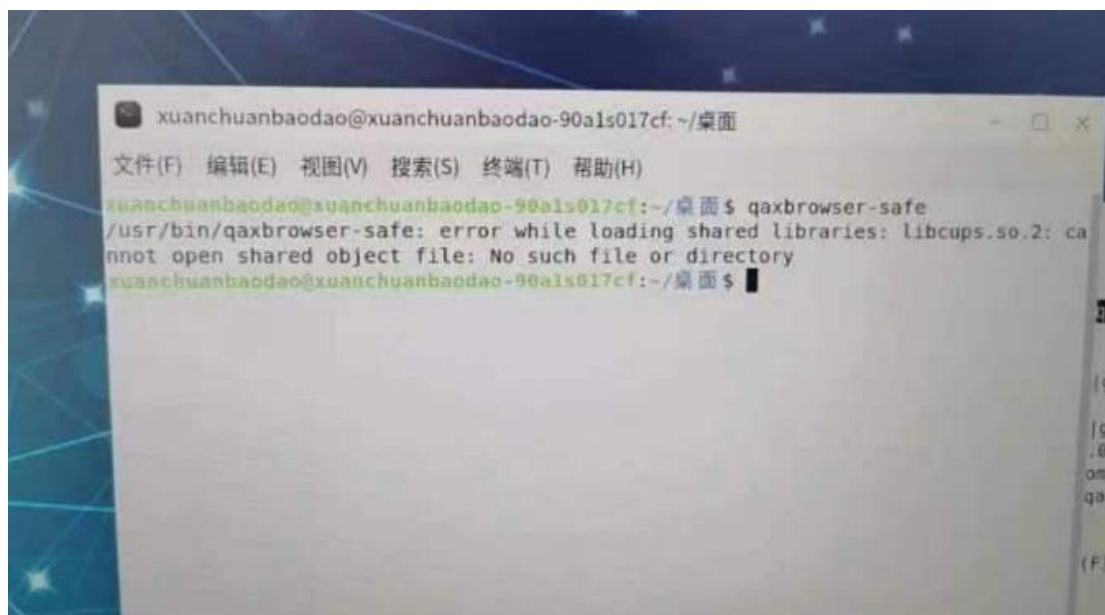 xuanchuanbaodao@xuanchuanbaodao-90a1s017cf: ~/桌面
文件(F) 编辑(E) 视图(V) 搜索(S) 终端(T) 帮助(H)
xuanchuanbaodao@xuanchuanbaodao-90a1s017cf:~/桌面$ qaxbrowser-safe
/usr/bin/qaxbrowser-safe: error while loading shared libraries: libcups.so.2: ca
nnot open shared object file: No such file or directory
xuanchuanbaodao@xuanchuanbaodao-90a1s017cf:~/桌面$
om
qa
(F